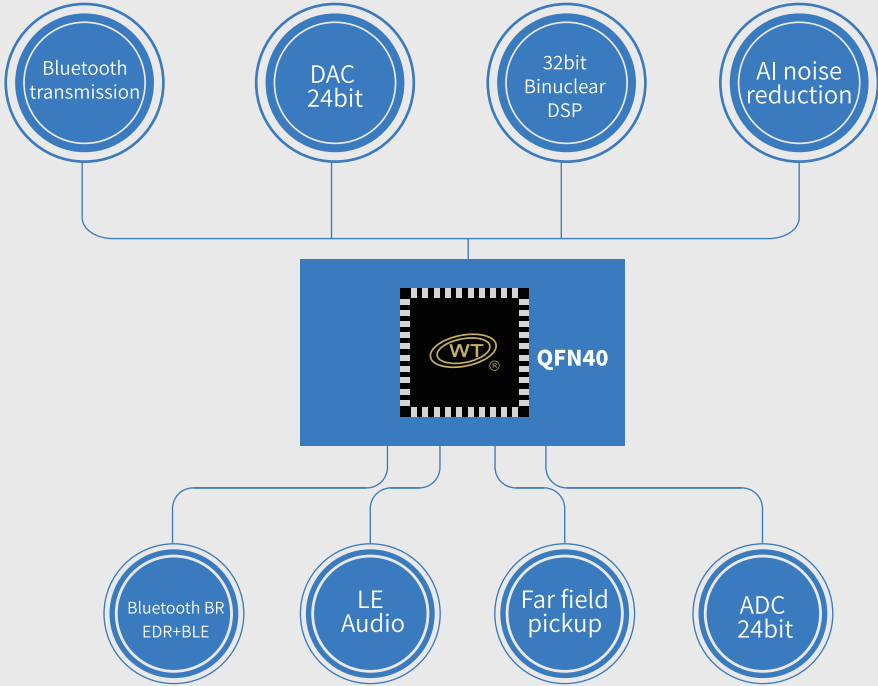 Bluetooth
transmission
DAC
24bit
32bit
Binuclear
DSP
AI noise
reduction
WT
®
QFN40
Bluetooth BR
EDR+BLE
LE
Audio
Far field
pickup
ADC
24bit